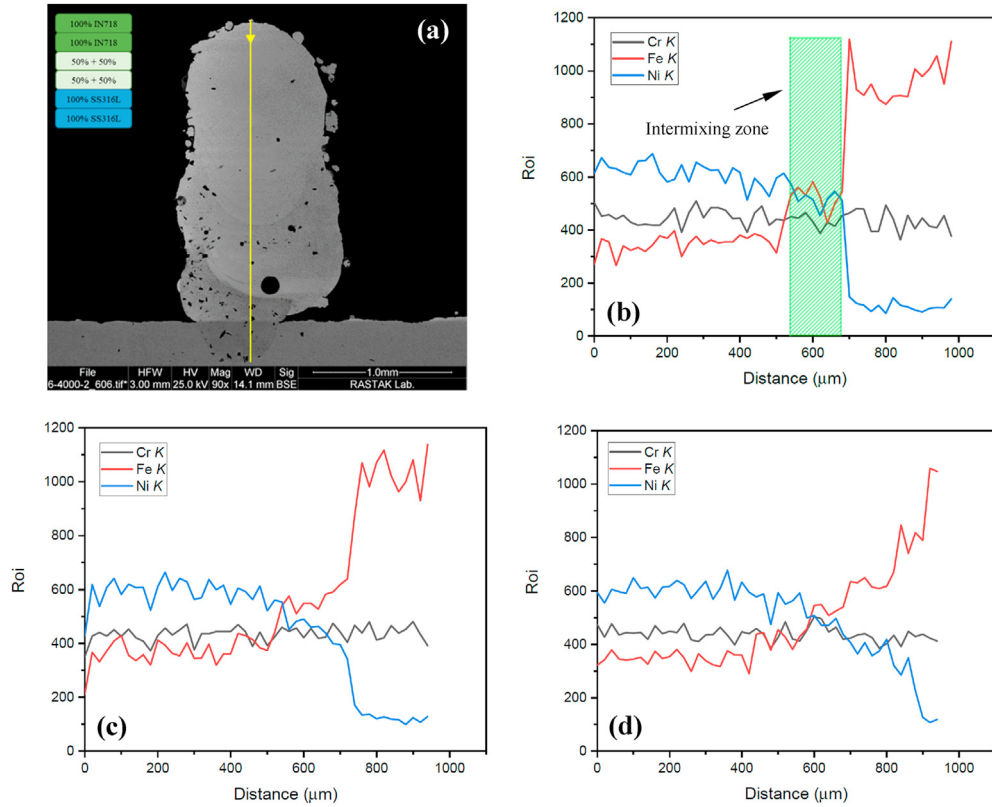 100% IN718
100% IN718
50% + 50%
50% + 50%
100% SS316L
100% SS316L
(a)
File HFW HV Mag WD Sig
6-4000-2_606.tif* 3.00 mm 25.0 kV 90x 14.1 mm BSE
1.0mm
RASTAK Lab.
1200
1000
800
600
400
200
0
Roi
Cr K
Fe K
Ni K
Intermixing zone
(b)
0 200 400 600 800 1000
Distance (μm)
1200
1000
800
600
400
200
0
Roi
Cr K
Fe K
Ni K
(c)
0 200 400 600 800 1000
Distance (μm)
1200
1000
800
600
400
200
0
Roi
Cr K
Fe K
Ni K
(d)
0 200 400 600 800 1000
Distance (μm)